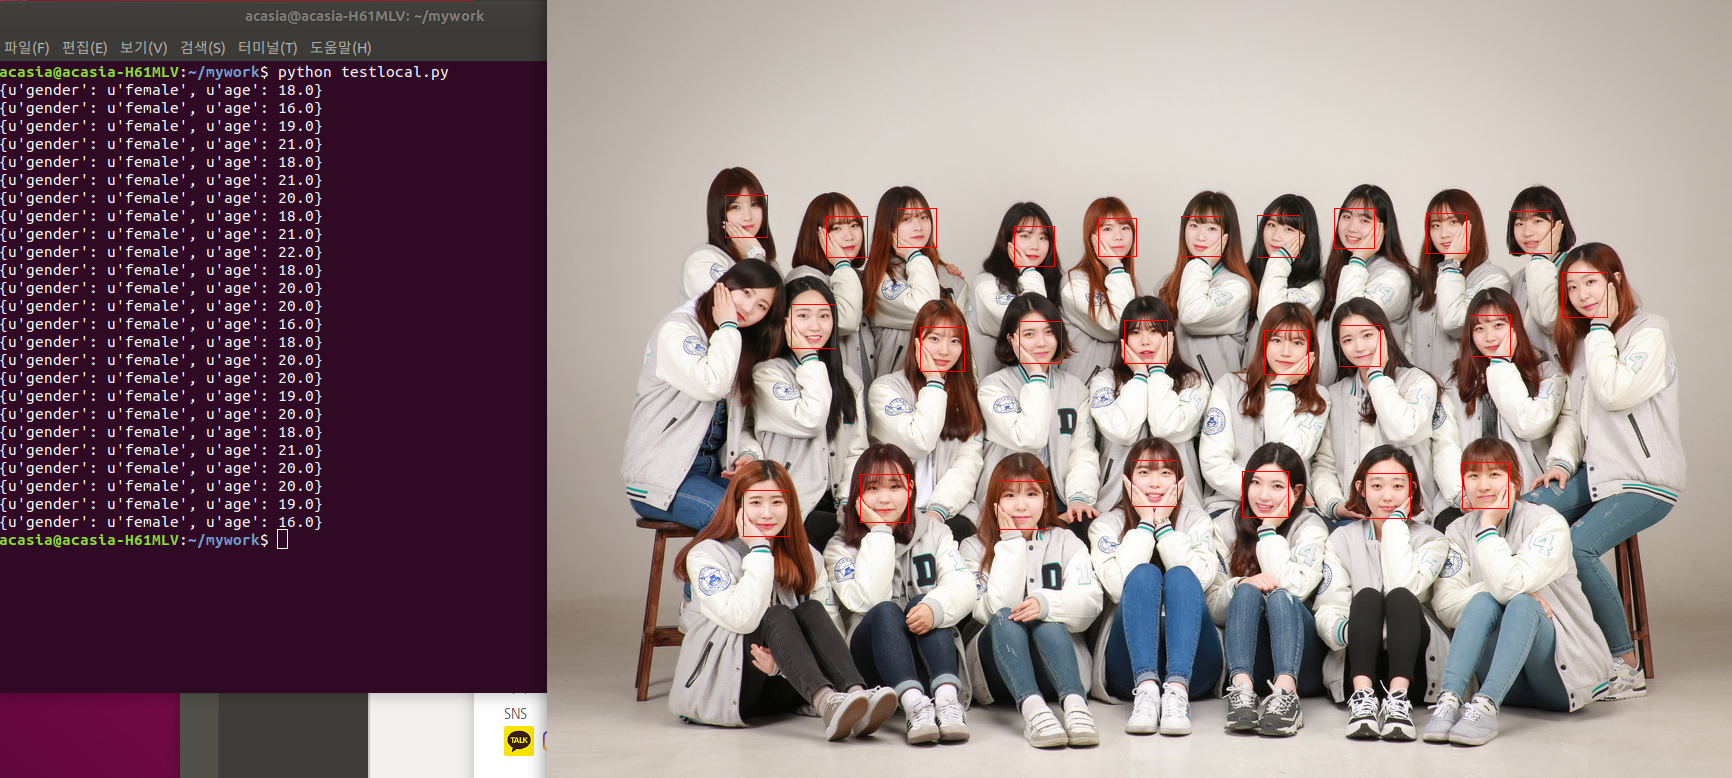 acasia@acasia-H61MLV: ~/mywork
파일(F) 편집(E) 보기(V) 검색(S) 터미널(T) 도움말(H)
acasia@acasia-H61MLV:~/mywork$ python testlocal.py
{u'gender': u'female', u'age': 18.0}
{u'gender': u'female', u'age': 16.0}
{u'gender': u'female', u'age': 19.0}
{u'gender': u'female', u'age': 21.0}
{u'gender': u'female', u'age': 18.0}
{u'gender': u'female', u'age': 21.0}
{u'gender': u'female', u'age': 20.0}
{u'gender': u'female', u'age': 18.0}
{u'gender': u'female', u'age': 21.0}
{u'gender': u'female', u'age': 22.0}
{u'gender': u'female', u'age': 18.0}
{u'gender': u'female', u'age': 20.0}
{u'gender': u'female', u'age': 20.0}
{u'gender': u'female', u'age': 16.0}
{u'gender': u'female', u'age': 18.0}
{u'gender': u'female', u'age': 20.0}
{u'gender': u'female', u'age': 20.0}
{u'gender': u'female', u'age': 19.0}
{u'gender': u'female', u'age': 20.0}
{u'gender': u'female', u'age': 18.0}
{u'gender': u'female', u'age': 21.0}
{u'gender': u'female', u'age': 20.0}
{u'gender': u'female', u'age': 20.0}
{u'gender': u'female', u'age': 19.0}
{u'gender': u'female', u'age': 16.0}
acasia@acasia-H61MLV:~/mywork$
SNS
TALK
D
D
D
14
14